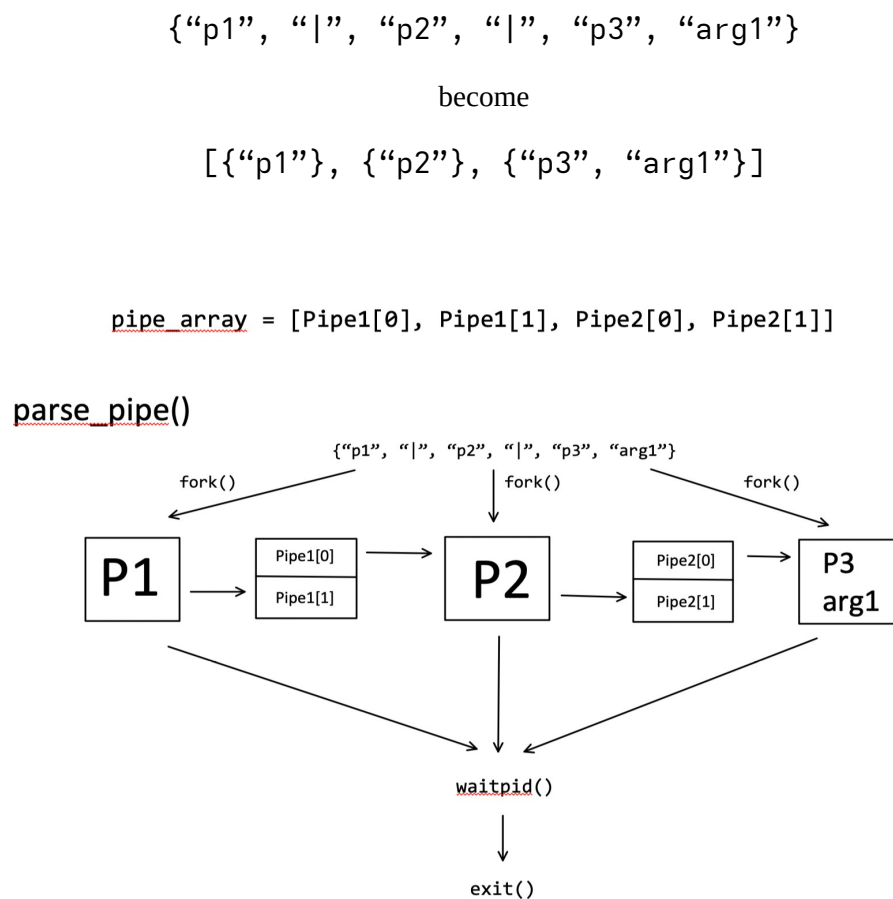 {“p1”, “|”, “p2”, “|”, “p3”, “arg1”}
become
[{“p1”}, {“p2”}, {“p3”, “arg1”}]
pipe_array = [Pipe1[0], Pipe1[1], Pipe2[0], Pipe2[1]]
parse_pipe()
{“p1”, “|”, “p2”, “|”, “p3”, “arg1”}
fork()
fork()
fork()
P1
Pipe1[0]
Pipe1[1]
P2
Pipe2[0]
Pipe2[1]
P3
arg1
waitpid()
exit()